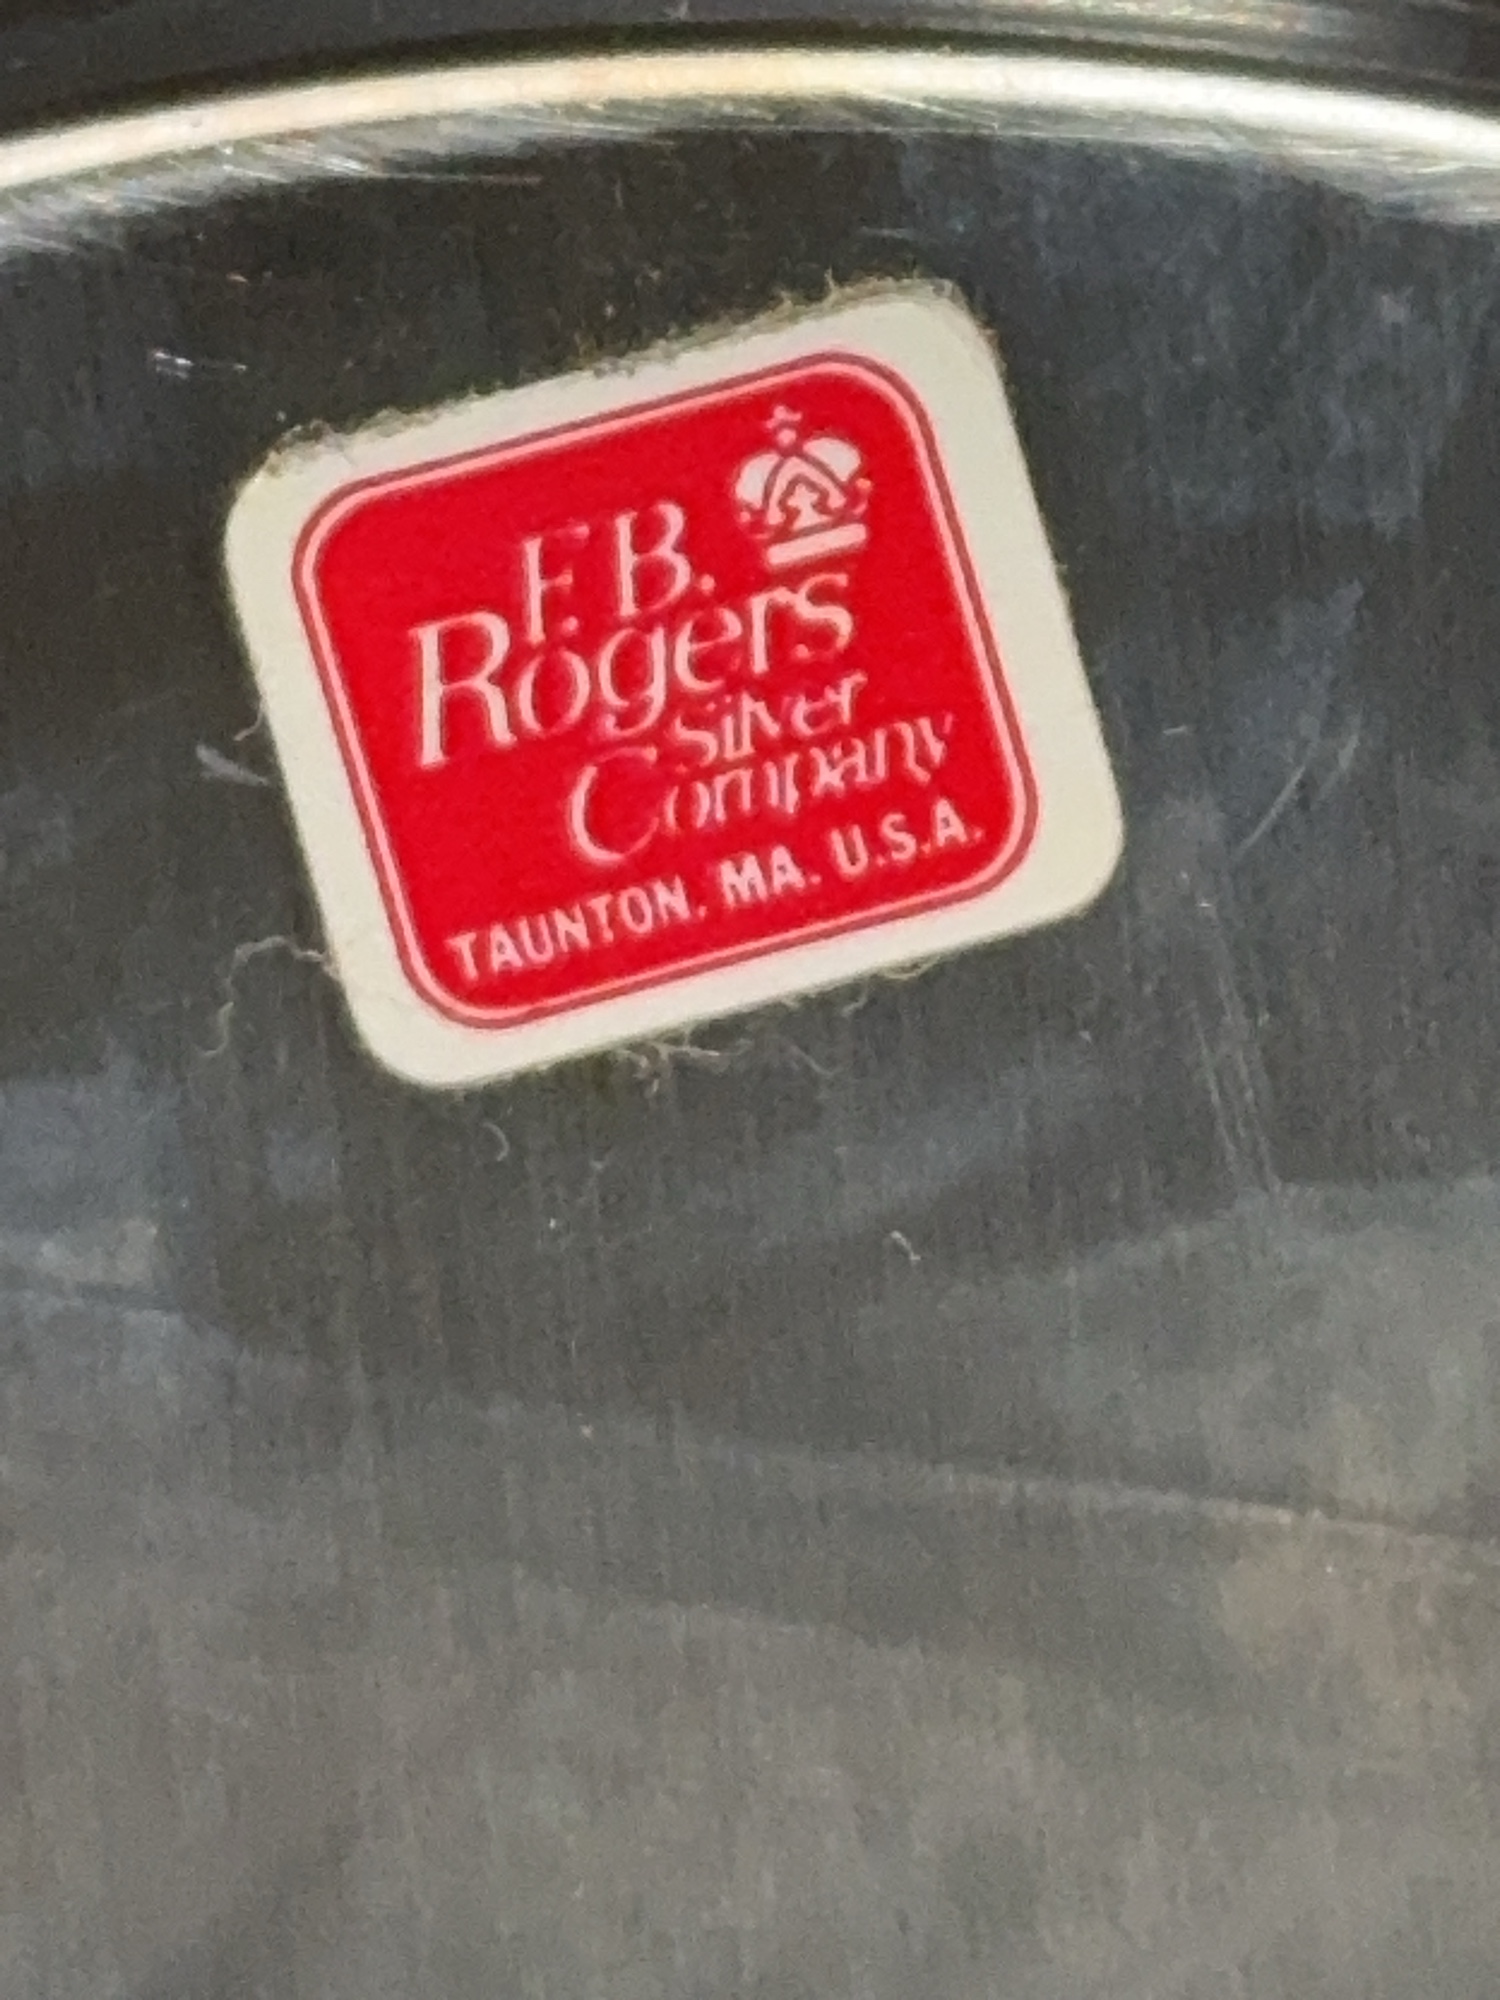 F.B.
Rogers
Silver
Company
TAUNTON, MA. U.S.A.